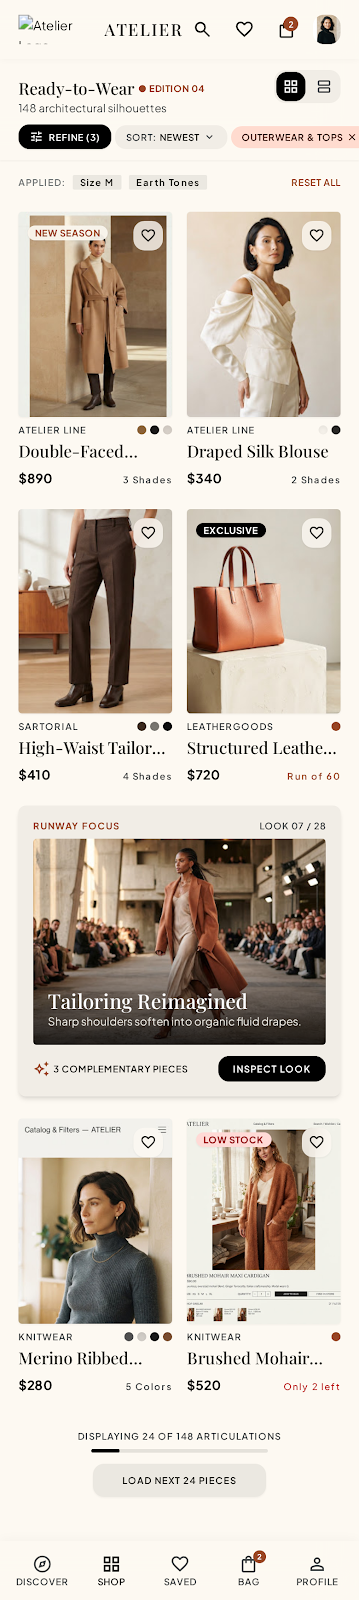 Atelier
ATELIER
2
Ready-to-Wear
EDITION 04
148 architectural silhouettes
REFINE (3)
SORT: NEWEST
OUTERWEAR & TOPS ×
APPLIED:
Size M
Earth Tones
RESET ALL
NEW SEASON
ATELIER LINE
Double-Faced...
$890
3 Shades
ATELIER LINE
Draped Silk Blouse
$340
2 Shades
SARTORIAL
High-Waist Tailor...
$410
4 Shades
EXCLUSIVE
LEATHERGOODS
Structured Leathe...
$720
Run of 60
RUNWAY FOCUS
LOOK 07 / 28
Tailoring Reimagined
Sharp shoulders soften into organic fluid drapes.
3 COMPLEMENTARY PIECES
INSPECT LOOK
Catalog & Filters — ATELIER
KNITWEAR
Merino Ribbed...
$280
5 Colors
LOW STOCK
BRUSHED MOHAIR MAXI CARDIGAN
KNITWEAR
Brushed Mohair...
$520
Only 2 left
DISPLAYING 24 OF 148 ARTICULATIONS
LOAD NEXT 24 PIECES
DISCOVER
SHOP
SAVED
2
BAG
PROFILE